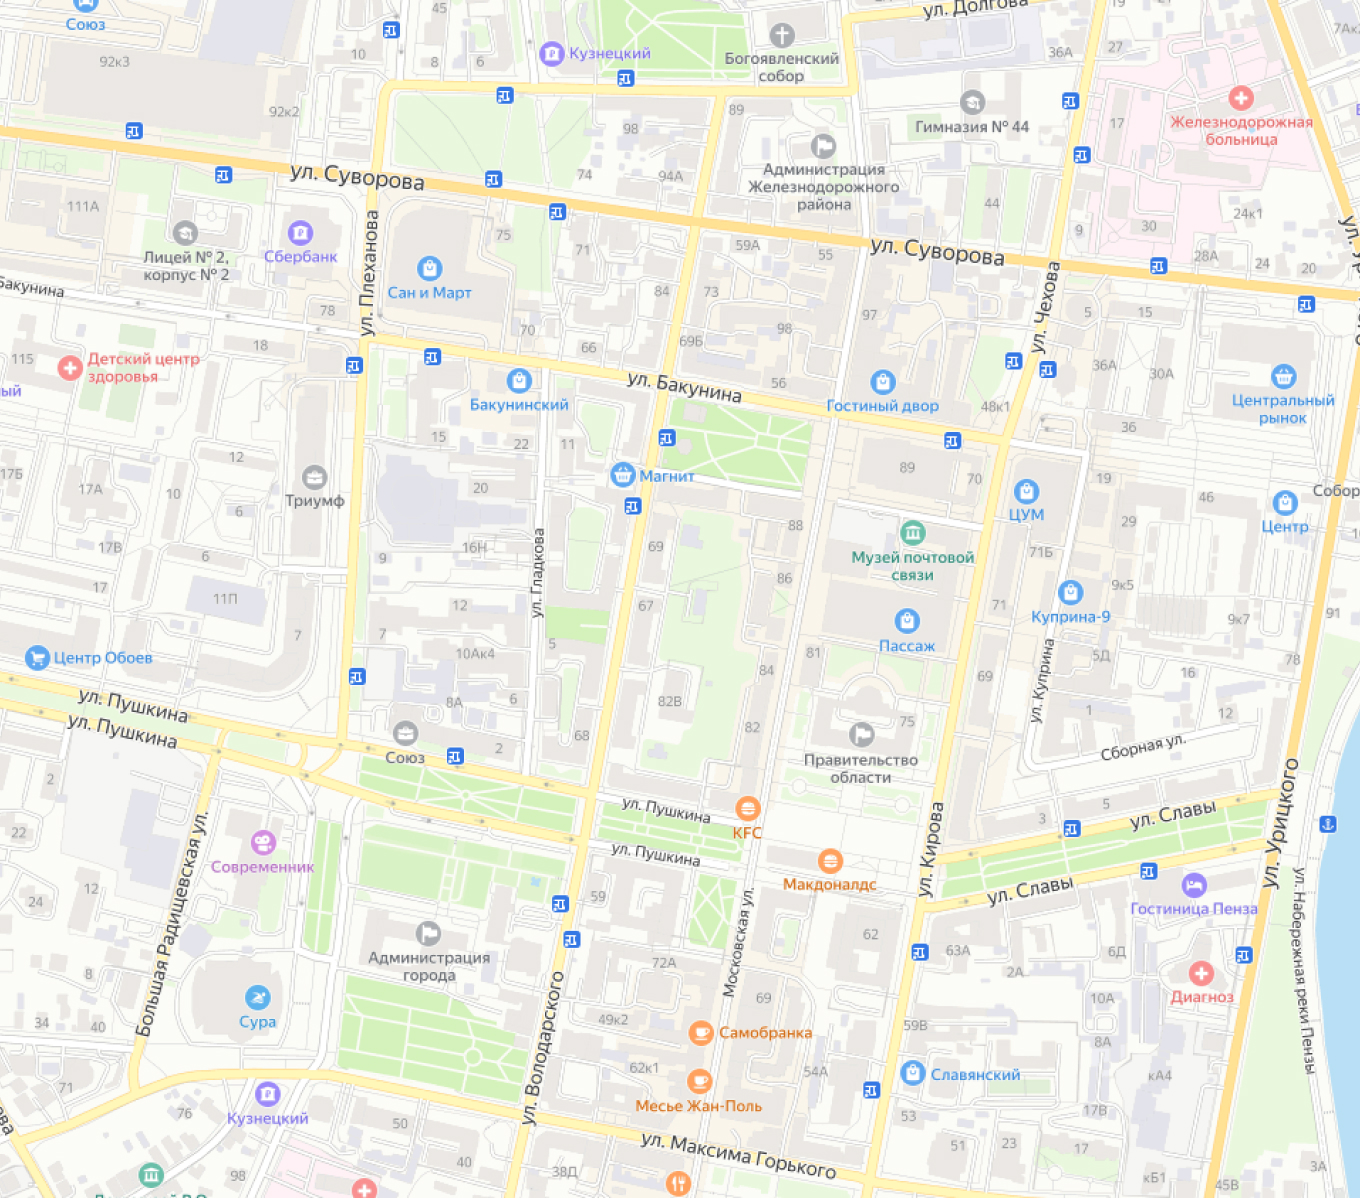 Союз
92к3
92к2
45
10
8
6
Кузнецкий
Богоявленский
собор
ул. Долгова
19
27
36А
7А
Гимназия № 44
17
Железнодорожная
больница
89
98
94А
74
Администрация
Железнодорожного
района
ул. Суворова
111А
Лицей № 2,
корпус № 2
Сбербанк
ул. Плеханова
Сан и Март
75
71
59А
55
ул. Суворова
44
9
30
24к1
28А
24
20
Бакунина
78
70
84
73
98
97
ул. Чехова
5
15
115
Детский центр
здоровья
18
66
69Б
56
36А
30А
Бакунинский
ул. Бакунина
Гостиный двор
48к1
36
Центральный
рынок
15
22
11
12
17Б
17А
10
6
Триумф
20
Магнит
89
70
ЦУМ
19
46
Центр
29
88
17В
6
9
16Н
69
Музей почтовой
связи
71Б
17
11П
12
ул. Гладкова
67
86
71
Куприна-9
9к5
9к7
91
7
7
5
Пассаж
Центр Обоев
10Ак4
84
81
69
5Д
16
78
ул. Пушкина
ул. Пушкина
8А
6
82В
82
75
ул. Куприна
1
12
Союз
2
68
Правительство
области
Сборная ул.
2
ул. Пушкина
KFC
5
3
ул. Славы
ул. Урицкого
22
Современник
ул. Пушкина
Макдоналдс
ул. Кирова
ул. Славы
Гостиница Пенза
ул. Набережная реки Пензы
12
24
59
62
63А
6Д
Большая Радищевская ул.
Администрация
города
72А
Московская ул.
2А
Диагноз
8
Сура
69
10А
34
40
49к2
Самобранка
59В
8А
ул. Володарского
62к1
54А
Славянский
кА4
71
Кузнецкий
Месье Жан-Поль
76
50
53
17В
ул. Максима Горького
51
23
17
98
40
38Д
кБ1
45В
3А